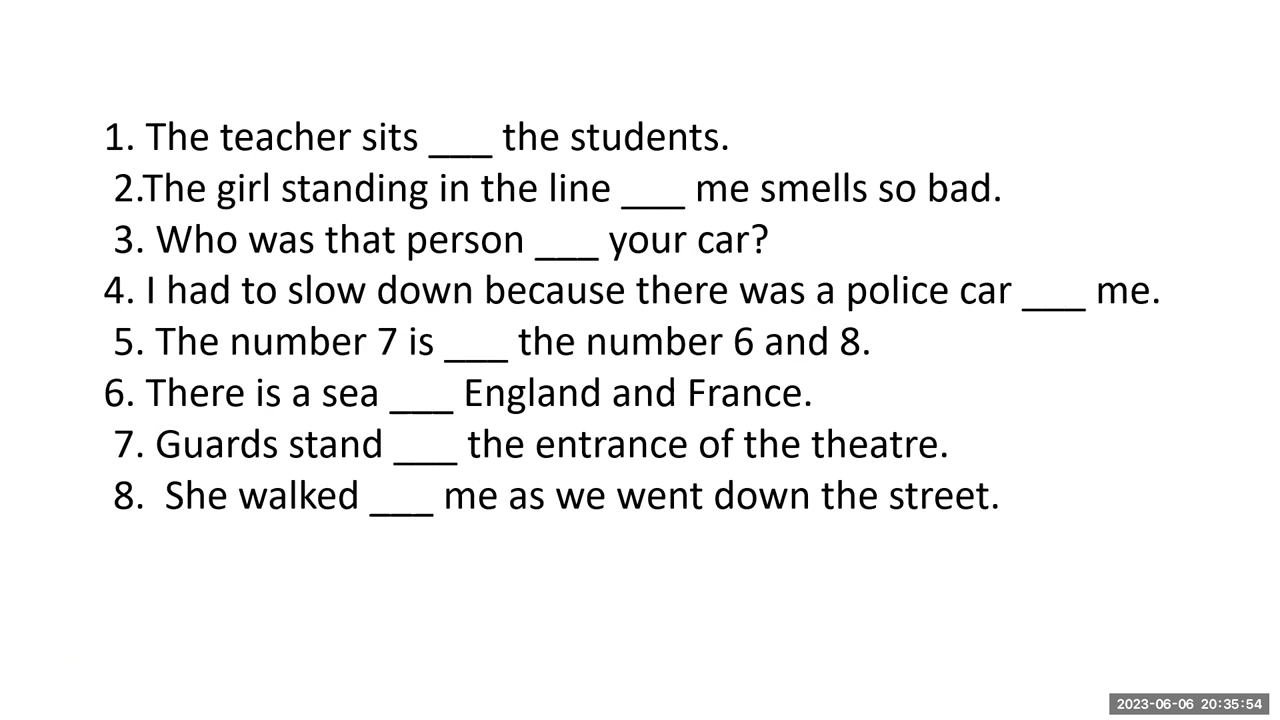 1. The teacher sits ___ the students.
2.The girl standing in the line ___ me smells so bad.
3. Who was that person ___ your car?
4. I had to slow down because there was a police car ___ me.
5. The number 7 is ___ the number 6 and 8.
6. There is a sea ___ England and France.
7. Guards stand ___ the entrance of the theatre.
8.  She walked ___ me as we went down the street.
2023-06-06 20:35:54